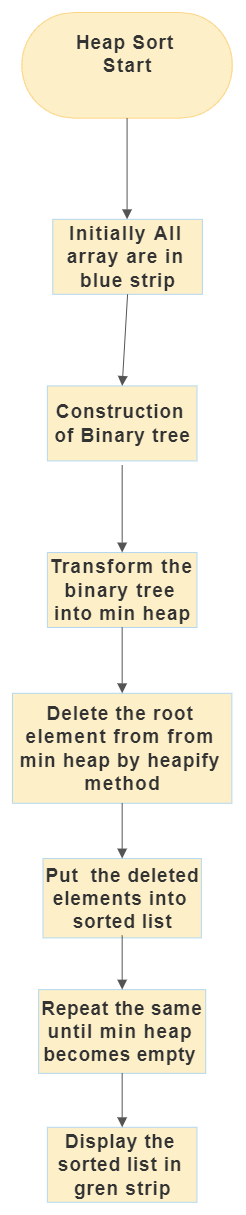 Heap Sort
Start
Initially All
array are in
blue strip
Construction
of Binary tree
Transform the
binary tree
into min heap
Delete the root
element from from
min heap by heapify
method
Put the deleted
elements into
sorted list
Repeat the same
until min heap
becomes empty
Display the
sorted list in
gren strip